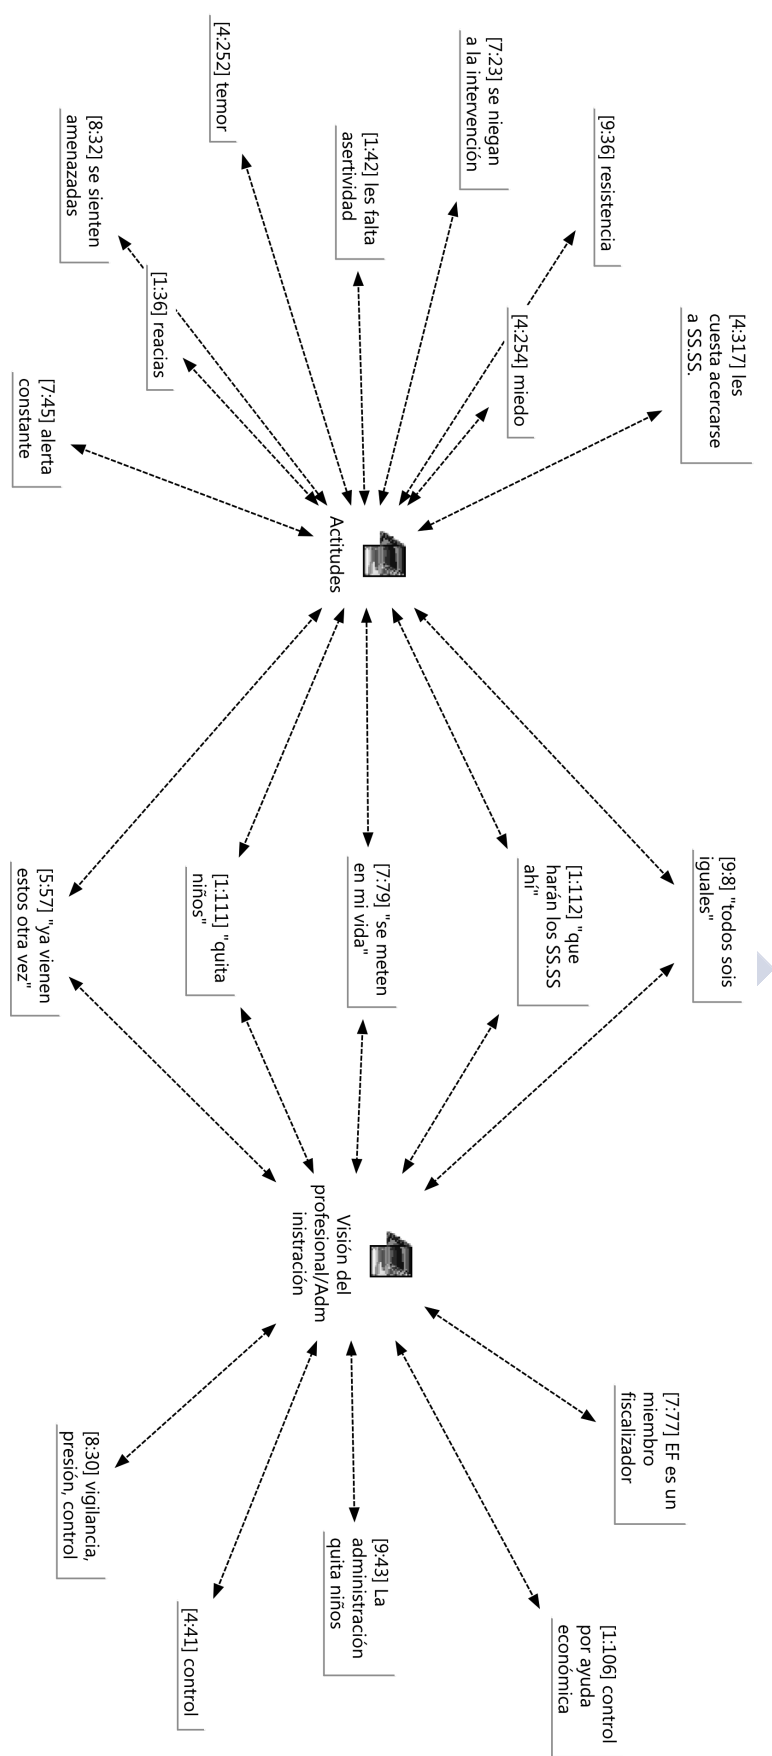 [4:317] les
cuesta acercarse
a SS.SS.
[9:36] resistencia
[4:254] miedo
[7:23] se niegan
a la intervención
[1:42] les falta
asertividad
[4:252] temor
[1:36] reacias
[8:32] se sienten
amenazadas
[7:45] alerta
constante
Actitudes
[9:8] "todos sois
iguales"
[1:112] "que
harán los SS.SS
ahí"
[7:79] "se meten
en mi vida"
[1:111] "quita
niños"
[5:57] "ya vienen
estos otra vez"
Visión del
profesional/Adm
inistración
[7:77] EF es un
miembro
fiscalizador
[1:106] control
por ayuda
económica
[9:43] La
administración
quita niños
[4:41] control
[8:30] vigilancia,
presión, control